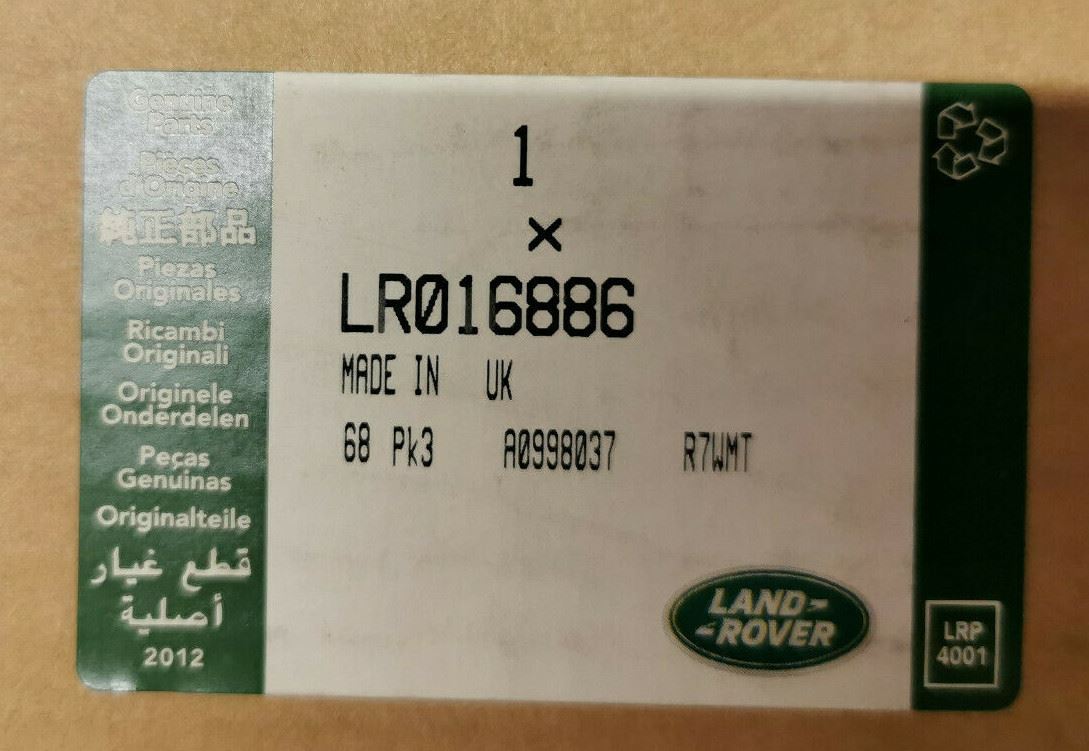 Genuine
Parts
Pièces
d'Origine
純正部品
Piezas
Originales
Ricambi
Originali
Originele
Onderdelen
Peças
Genuinas
Originalteile
قطع غيار
أصلية
2012
1
×
LR016886
MADE IN UK
68 Pk3 A0998037 R7WMT
LAND-
-ROVER
LRP
4001